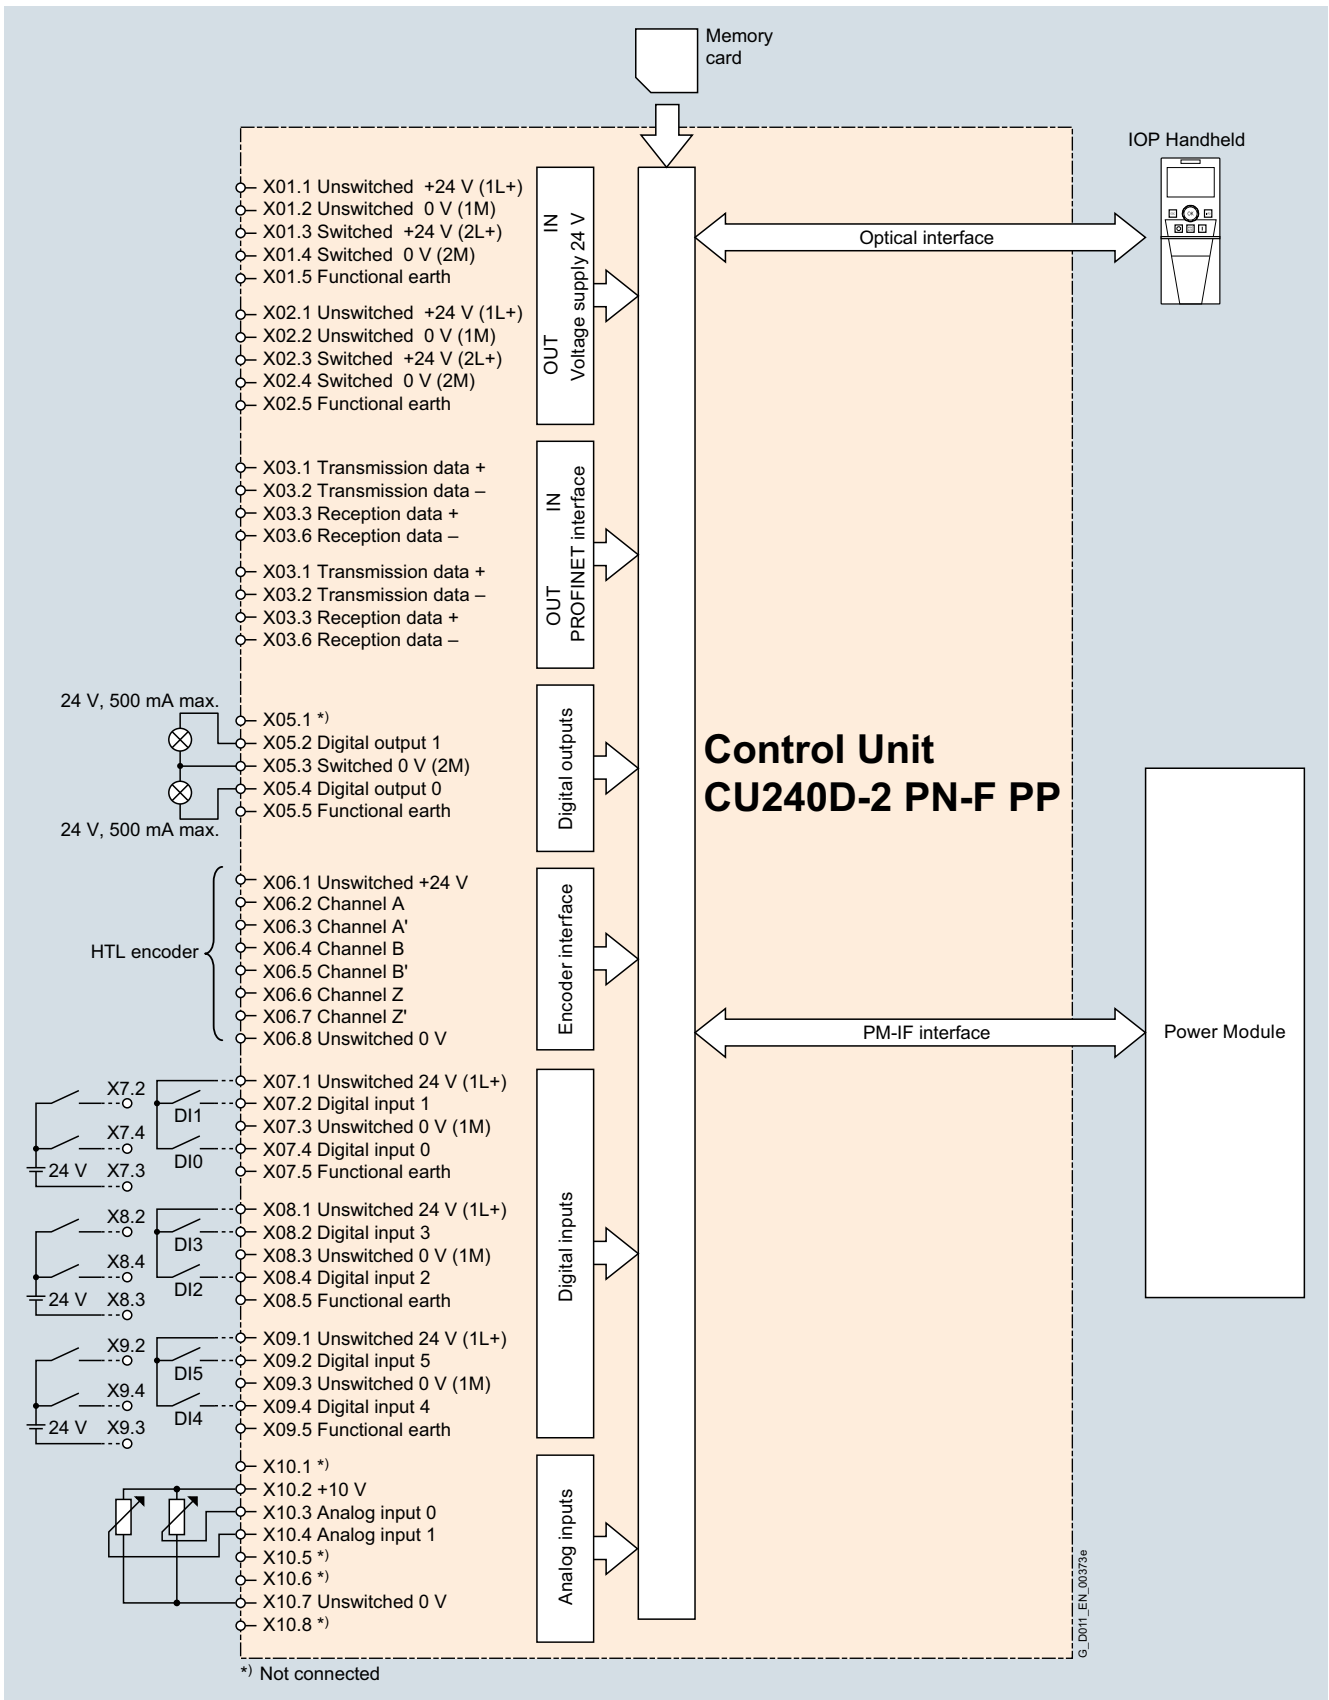 Memory
card
IOP Handheld
X01.1 Unswitched +24 V (1L+)
X01.2 Unswitched 0 V (1M)
X01.3 Switched +24 V (2L+)
X01.4 Switched 0 V (2M)
X01.5 Functional earth
X02.1 Unswitched +24 V (1L+)
X02.2 Unswitched 0 V (1M)
X02.3 Switched +24 V (2L+)
X02.4 Switched 0 V (2M)
X02.5 Functional earth
OUT IN
Voltage supply 24 V
Optical interface
X03.1 Transmission data +
X03.2 Transmission data –
X03.3 Reception data +
X03.6 Reception data –
X03.1 Transmission data +
X03.2 Transmission data –
X03.3 Reception data +
X03.6 Reception data –
OUT IN
PROFINET interface
24 V, 500 mA max.
24 V, 500 mA max.
X05.1 *)
X05.2 Digital output 1
X05.3 Switched 0 V (2M)
X05.4 Digital output 0
X05.5 Functional earth
Digital outputs
Control Unit
CU240D-2 PN-F PP
HTL encoder
X06.1 Unswitched +24 V
X06.2 Channel A
X06.3 Channel A'
X06.4 Channel B
X06.5 Channel B'
X06.6 Channel Z
X06.7 Channel Z'
X06.8 Unswitched 0 V
Encoder interface
PM-IF interface
Power Module
X7.2
X7.4
24 V X7.3
DI1
DI0
X07.1 Unswitched 24 V (1L+)
X07.2 Digital input 1
X07.3 Unswitched 0 V (1M)
X07.4 Digital input 0
X07.5 Functional earth
X8.2
X8.4
24 V X8.3
DI3
DI2
X08.1 Unswitched 24 V (1L+)
X08.2 Digital input 3
X08.3 Unswitched 0 V (1M)
X08.4 Digital input 2
X08.5 Functional earth
X9.2
X9.4
24 V X9.3
DI5
DI4
X09.1 Unswitched 24 V (1L+)
X09.2 Digital input 5
X09.3 Unswitched 0 V (1M)
X09.4 Digital input 4
X09.5 Functional earth
Digital inputs
X10.1 *)
X10.2 +10 V
X10.3 Analog input 0
X10.4 Analog input 1
X10.5 *)
X10.6 *)
X10.7 Unswitched 0 V
X10.8 *)
Analog inputs
G_D011_EN_00373e
*) Not connected